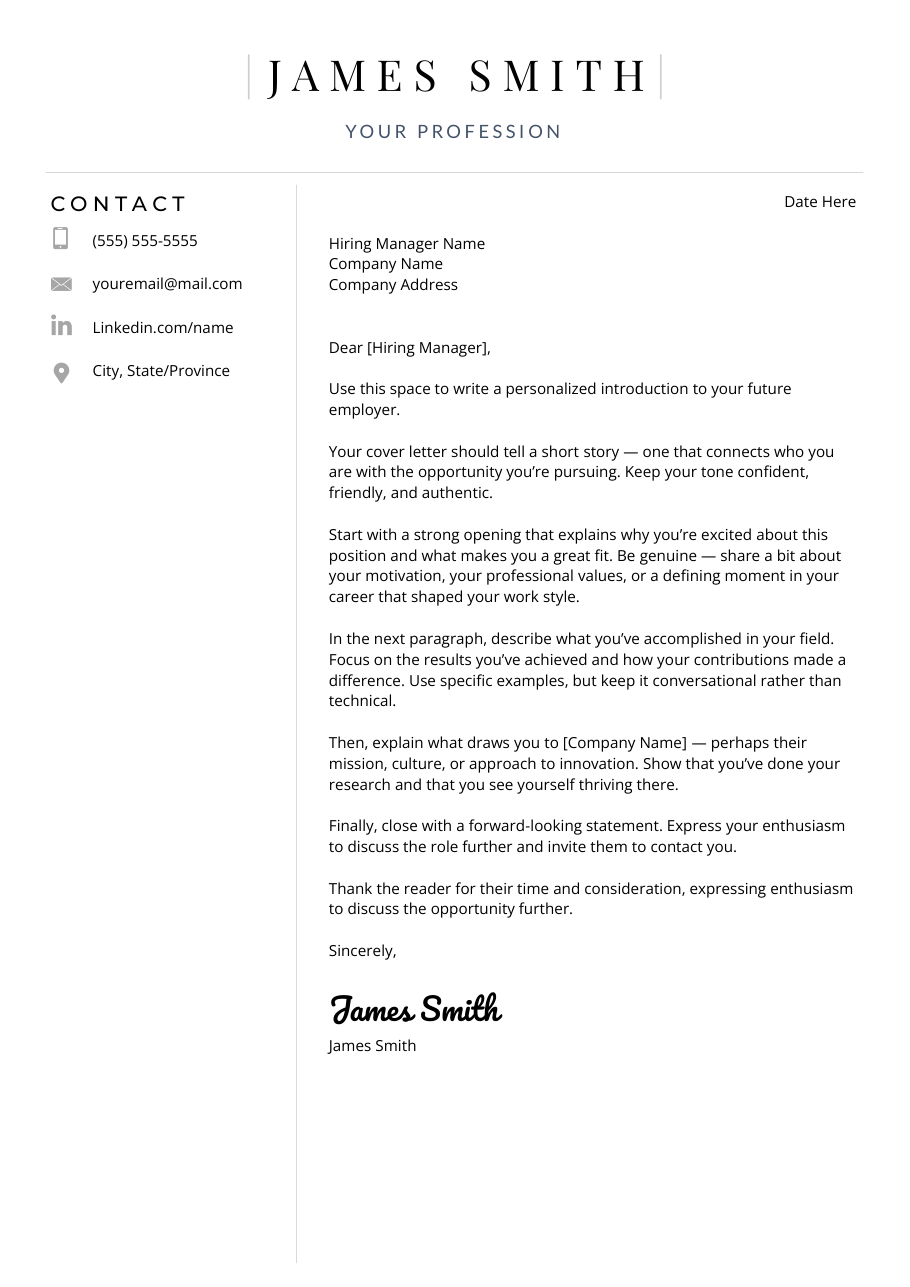 JAMES SMITH
YOUR PROFESSION
CONTACT
(555) 555-5555
youremail@mail.com
Linkedin.com/name
City, State/Province
Date Here
Hiring Manager Name
Company Name
Company Address
Dear [Hiring Manager],
Use this space to write a personalized introduction to your future
employer.
Your cover letter should tell a short story — one that connects who you
are with the opportunity you’re pursuing. Keep your tone confident,
friendly, and authentic.
Start with a strong opening that explains why you’re excited about this
position and what makes you a great fit. Be genuine — share a bit about
your motivation, your professional values, or a defining moment in your
career that shaped your work style.
In the next paragraph, describe what you’ve accomplished in your field.
Focus on the results you’ve achieved and how your contributions made a
difference. Use specific examples, but keep it conversational rather than
technical.
Then, explain what draws you to [Company Name] — perhaps their
mission, culture, or approach to innovation. Show that you’ve done your
research and that you see yourself thriving there.
Finally, close with a forward-looking statement. Express your enthusiasm
to discuss the role further and invite them to contact you.
Thank the reader for their time and consideration, expressing enthusiasm
to discuss the opportunity further.
Sincerely,
James Smith
James Smith